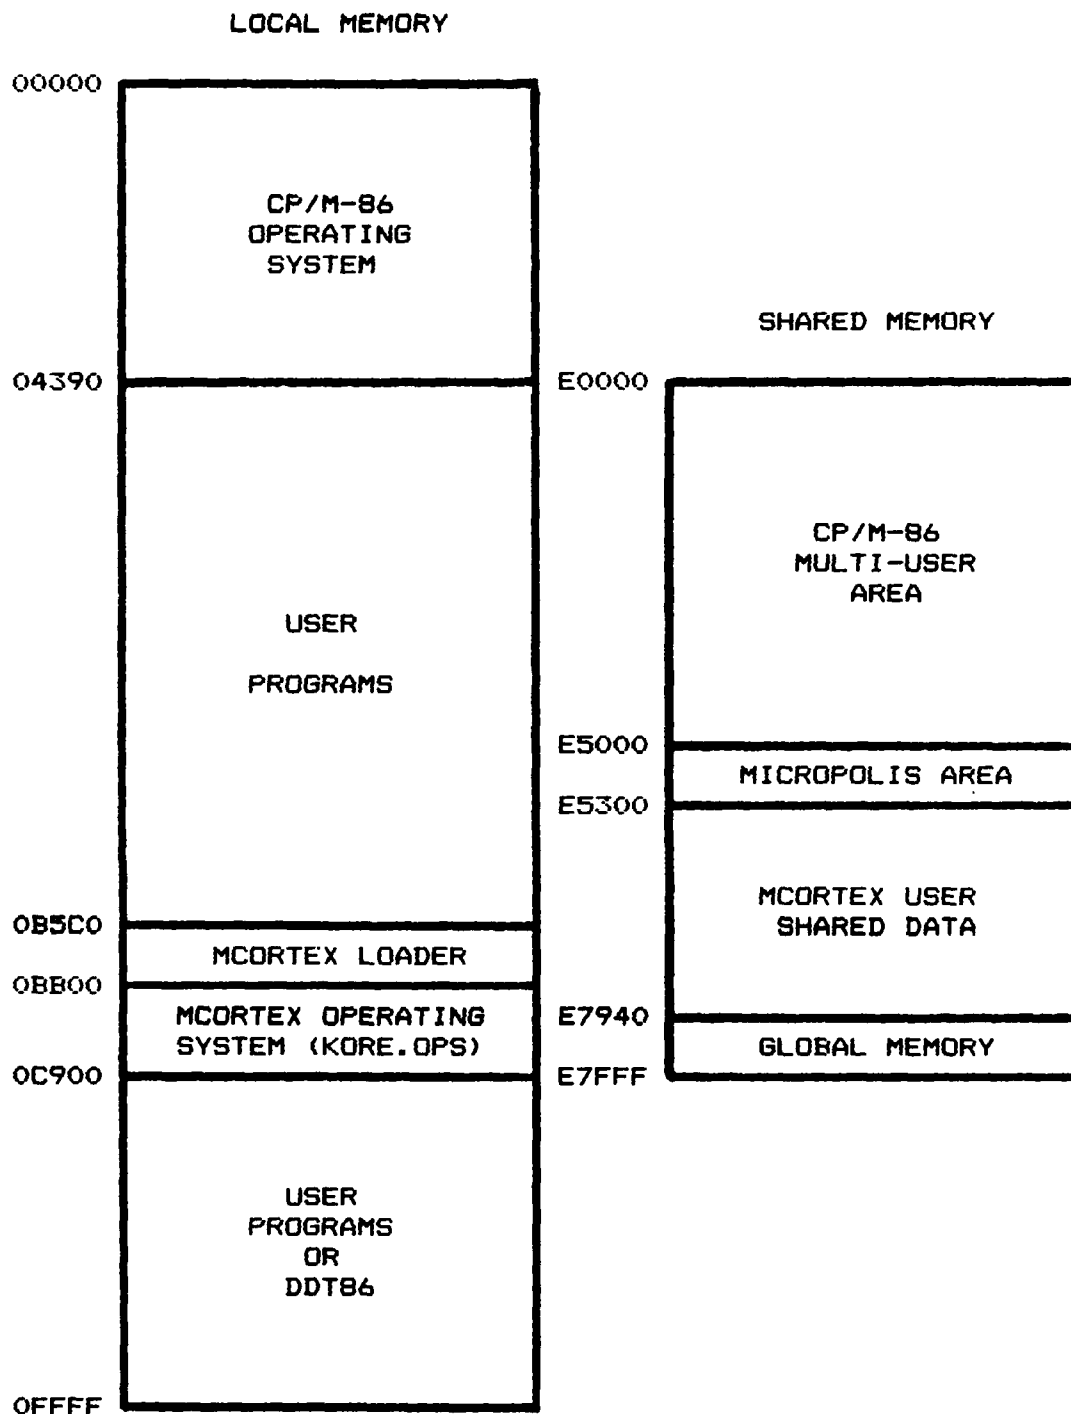 LOCAL MEMORY
00000
CP/M-86
OPERATING
SYSTEM
04390
USER
PROGRAMS
0B5C0
MCORTEX LOADER
0BB00
MCORTEX OPERATING
SYSTEM (KORE.OPS)
0C900
USER
PROGRAMS
OR
DDT86
0FFFF
SHARED MEMORY
E0000
CP/M-86
MULTI-USER
AREA
E5000
MICROPOLIS AREA
E5300
MCORTEX USER
SHARED DATA
E7940
GLOBAL MEMORY
E7FFF